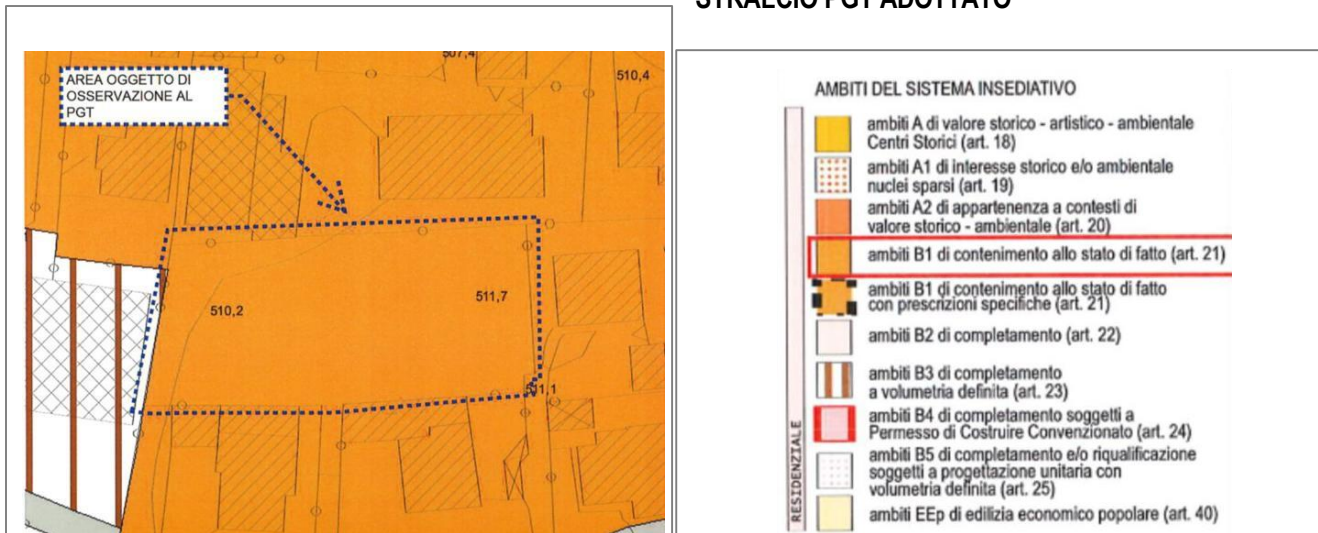 STRALCIO PGT ADOTTATO
507,4
510,4
AREA OGGETTO DI
OSSERVAZIONE AL
PGT
510,2
511,7
511,1
AMBITI DEL SISTEMA INSEDIATIVO
ambiti A di valore storico - artistico - ambientale
Centri Storici (art. 18)
ambiti A1 di interesse storico e/o ambientale
nuclei sparsi (art. 19)
ambiti A2 di appartenenza a contesti di
valore storico - ambientale (art. 20)
ambiti B1 di contenimento allo stato di fatto (art. 21)
ambiti B1 di contenimento allo stato di fatto
con prescrizioni specifiche (art. 21)
ambiti B2 di completamento (art. 22)
ambiti B3 di completamento
a volumetria definita (art. 23)
ambiti B4 di completamento soggetti a
Permesso di Costruire Convenzionato (art. 24)
ambiti B5 di completamento e/o riqualificazione
soggetti a progettazione unitaria con
volumetria definita (art. 25)
ambiti EEp di edilizia economico popolare (art. 40)
RESIDENZIALE